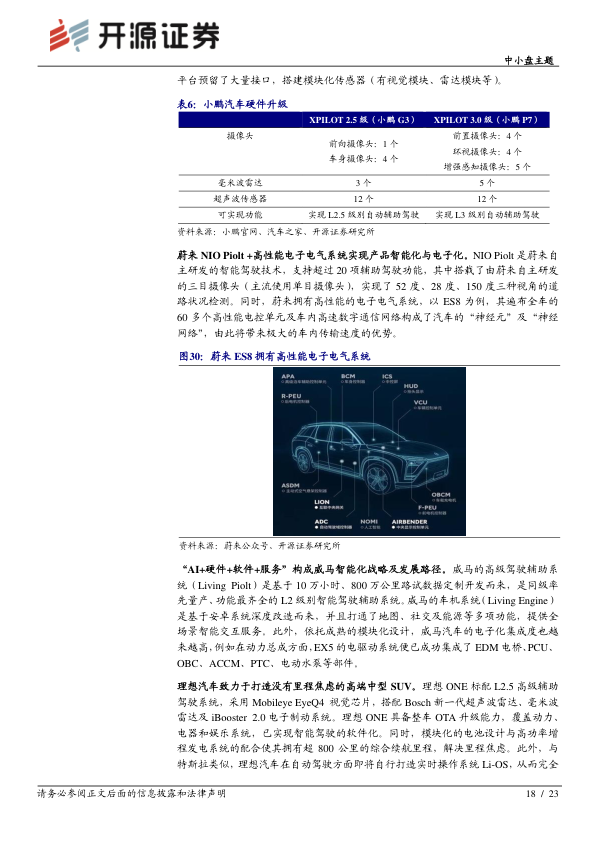 开源证券
中小盘主题
平台预留了大量接口，搭建模块化传感器（有视觉模块、雷达模块等）。
表6：小鹏汽车硬件升级
XPILOT 2.5 级（小鹏 G3） XPILOT 3.0 级（小鹏 P7）
摄像头 前向摄像头：1 个 车身摄像头：4 个 前置摄像头：4 个 环视摄像头：4 个 增强感知摄像头：5 个
毫米波雷达 3 个 5 个
超声波传感器 12 个 12 个
可实现功能 实现 L2.5 级别自动辅助驾驶 实现 L3 级别自动辅助驾驶
资料来源：小鹏官网、汽车之家、开源证券研究所
蔚来 NIO Piolt +高性能电子电气系统实现产品智能化与电子化。NIO Piolt 是蔚来自
主研发的智能驾驶技术，支持超过 20 项辅助驾驶功能，其中搭载了由蔚来自主研发
的三目摄像头（主流使用单目摄像头），实现了 52 度、28 度、150 度三种视角的道
路状况检测。同时，蔚来拥有高性能的电子电气系统，以 ES8 为例，其遍布全车的
60 多个高性能电控单元及车内高速数字通信网络构成了汽车的“神经元”及“神经
网络”，由此将带来极大的车内传输速度的优势。
图30：蔚来 ES8 拥有高性能电子电气系统
APA
BCM
ICS
HUD
R-PEU
VCU
ASDM
OBCM
LION
F-PEU
ADC
NOMI
AIRBENDER
资料来源：蔚来公众号、开源证券研究所
“AI+硬件+软件+服务”构成威马智能化战略及发展路径。威马的高级驾驶辅助系
统（Living Piolt）是基于 10 万小时、800 万公里路试数据定制开发而来，是同级率
先量产、功能最齐全的 L2 级别智能驾驶辅助系统。威马的车机系统（Living Engine）
是基于安卓系统深度改造而来，并且打通了地图、社交及能源等多项功能，提供全
场景智能交互服务。此外，依托成熟的模块化设计，威马汽车的电子化集成度也越
来越高，例如在动力总成方面，EX5 的电驱动系统便已成功集成了 EDM 电桥、PCU、
OBC、ACCM、PTC、电动水泵等部件。
理想汽车致力于打造没有里程焦虑的高端中型 SUV。理想 ONE 标配 L2.5 高级辅助
驾驶系统，采用 Mobileye EyeQ4 视觉芯片，搭配 Bosch 新一代超声波雷达、毫米波
雷达及 iBooster 2.0 电子制动系统。理想 ONE 具备整车 OTA 升级能力，覆盖动力、
电器和娱乐系统，已实现智能驾驶的软件化。同时，模块化的电池设计与高功率增
程发电系统的配合使其拥有超 800 公里的综合续航里程，解决里程焦虑。此外，与
特斯拉类似，理想汽车在自动驾驶方面即将自行打造实时操作系统 Li-OS，从而完全
请务必参阅正文后面的信息披露和法律声明
18 / 23